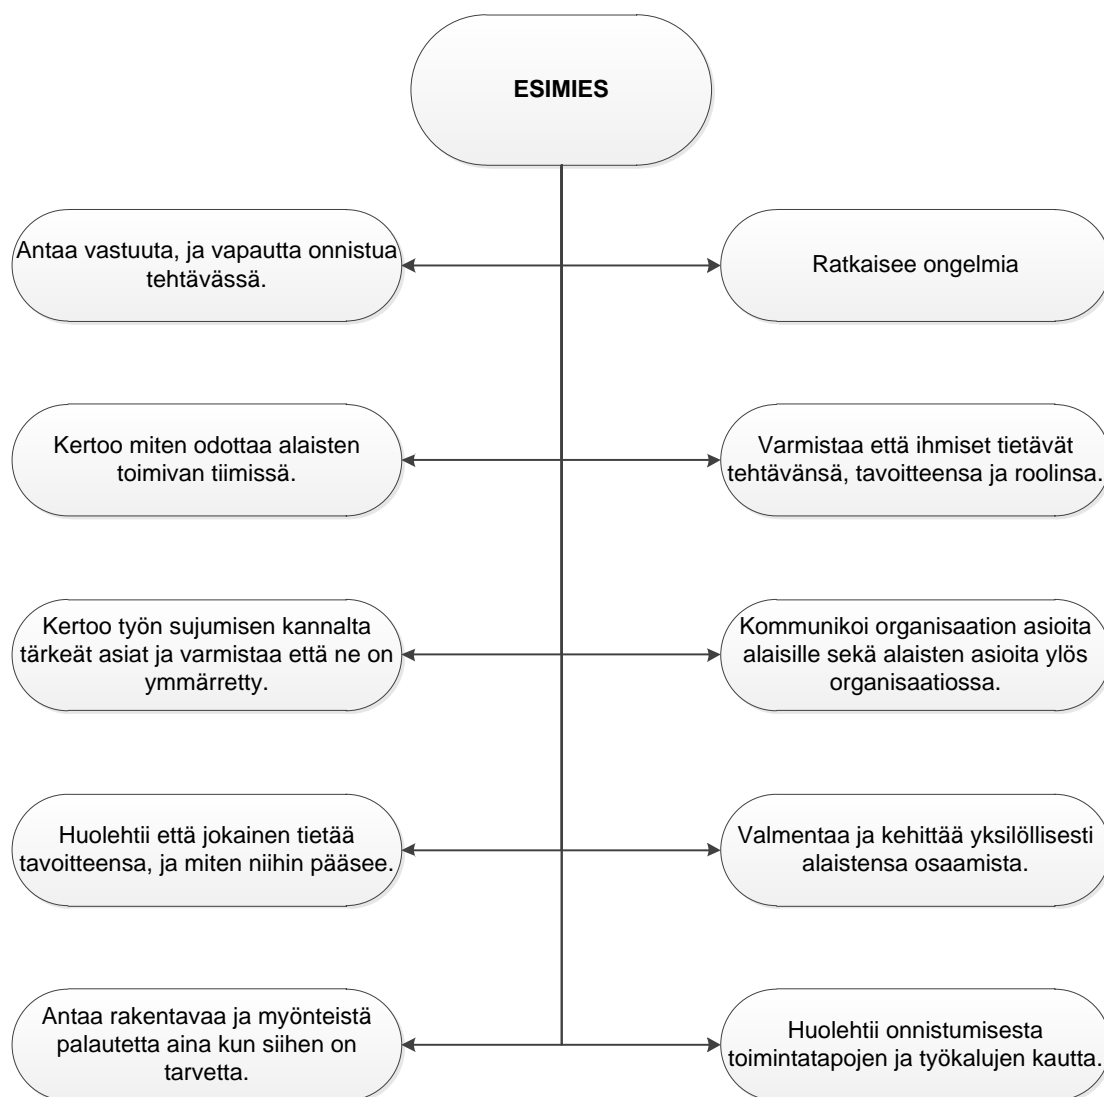 ESIMIES
Antaa vastuuta, ja vapautta onnistua
tehtävässä.
Ratkaisee ongelmia
Kertoo miten odottaa alaisten
toimivan tiimissä.
Varmistaa että ihmiset tietävät
tehtävänsä, tavoitteensa ja roolinsa.
Kertoo työn sujumisen kannalta
tärkeät asiat ja varmistaa että ne on
ymmärretty.
Kommunikoi organisaation asioita
alaisille sekä alaisten asioita ylös
organisaatiossa.
Huolehtii että jokainen tietää
tavoitteensa, ja miten niihin pääsee.
Valmentaa ja kehittää yksilöllisesti
alaistensa osaamista.
Antaa rakentavaa ja myönteistä
palautetta aina kun siihen on
tarvetta.
Huolehtii onnistumisesta
toimintatapojen ja työkalujen kautta.